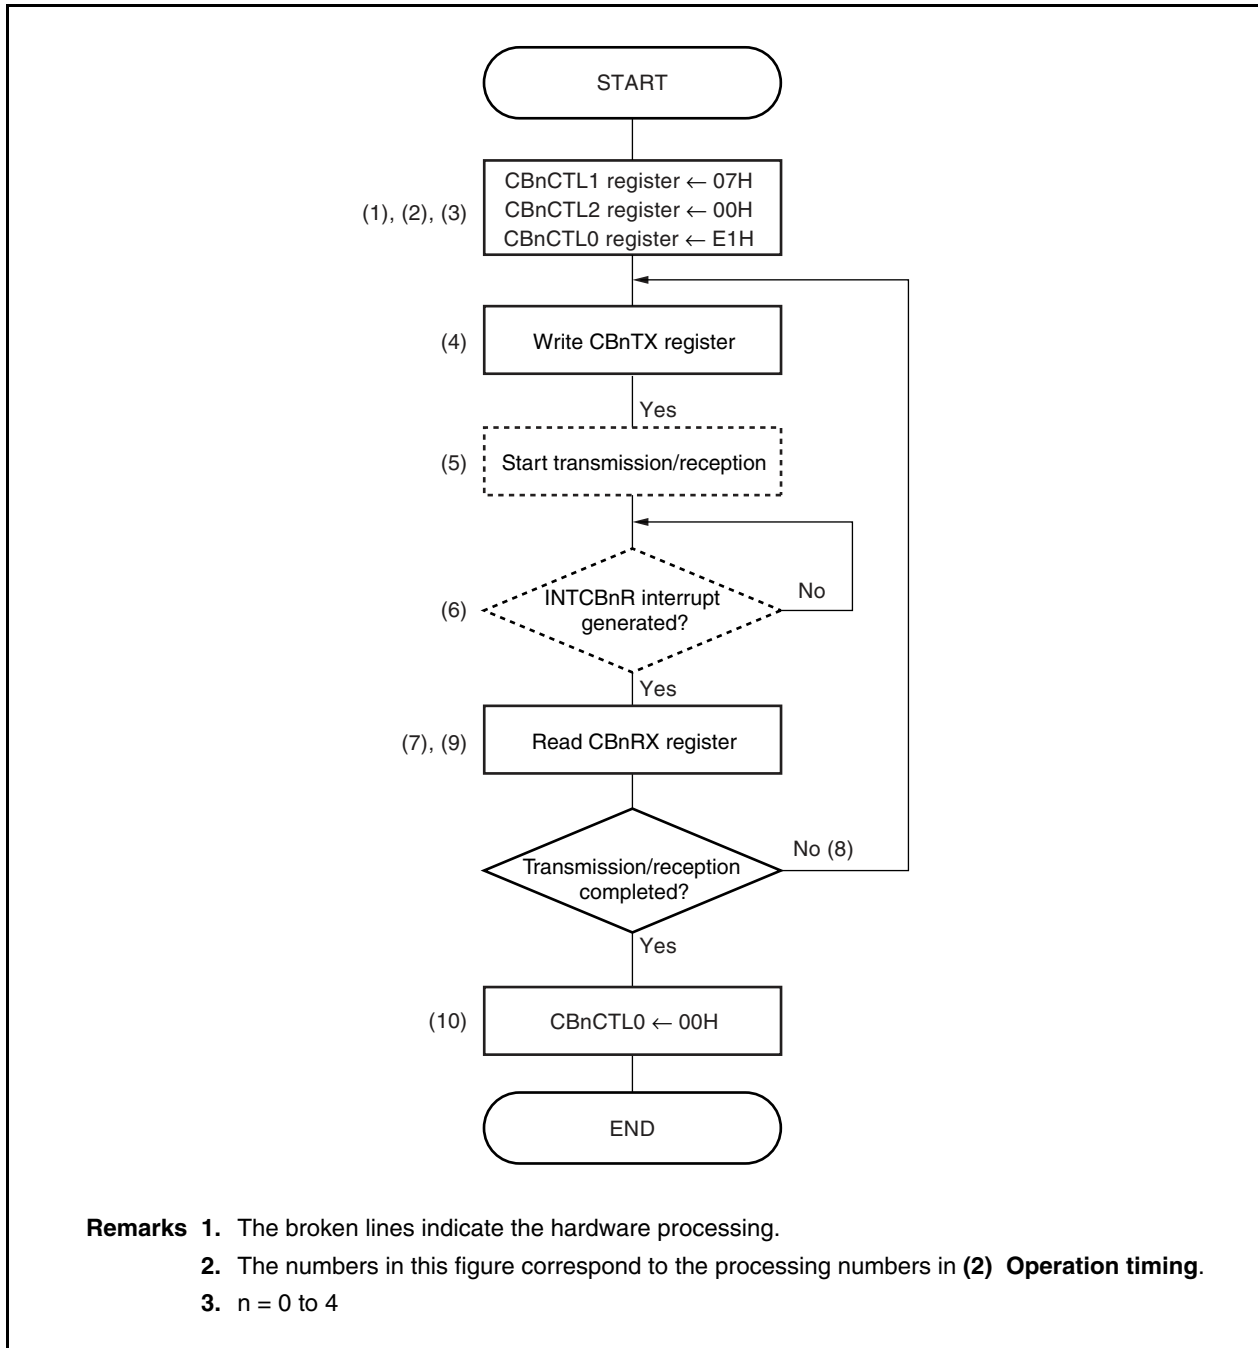 START
(1), (2), (3)
CBnCTL1 register ← 07H
CBnCTL2 register ← 00H
CBnCTL0 register ← E1H
(4)
Write CBnTX register
Yes
(5)
Start transmission/reception
(6)
INTCBnR interrupt
generated?
No
Yes
(7), (9)
Read CBnRX register
Transmission/reception
completed?
No (8)
Yes
(10)
CBnCTL0 ← 00H
END
Remarks 1. The broken lines indicate the hardware processing.
2. The numbers in this figure correspond to the processing numbers in (2) Operation timing.
3. n = 0 to 4